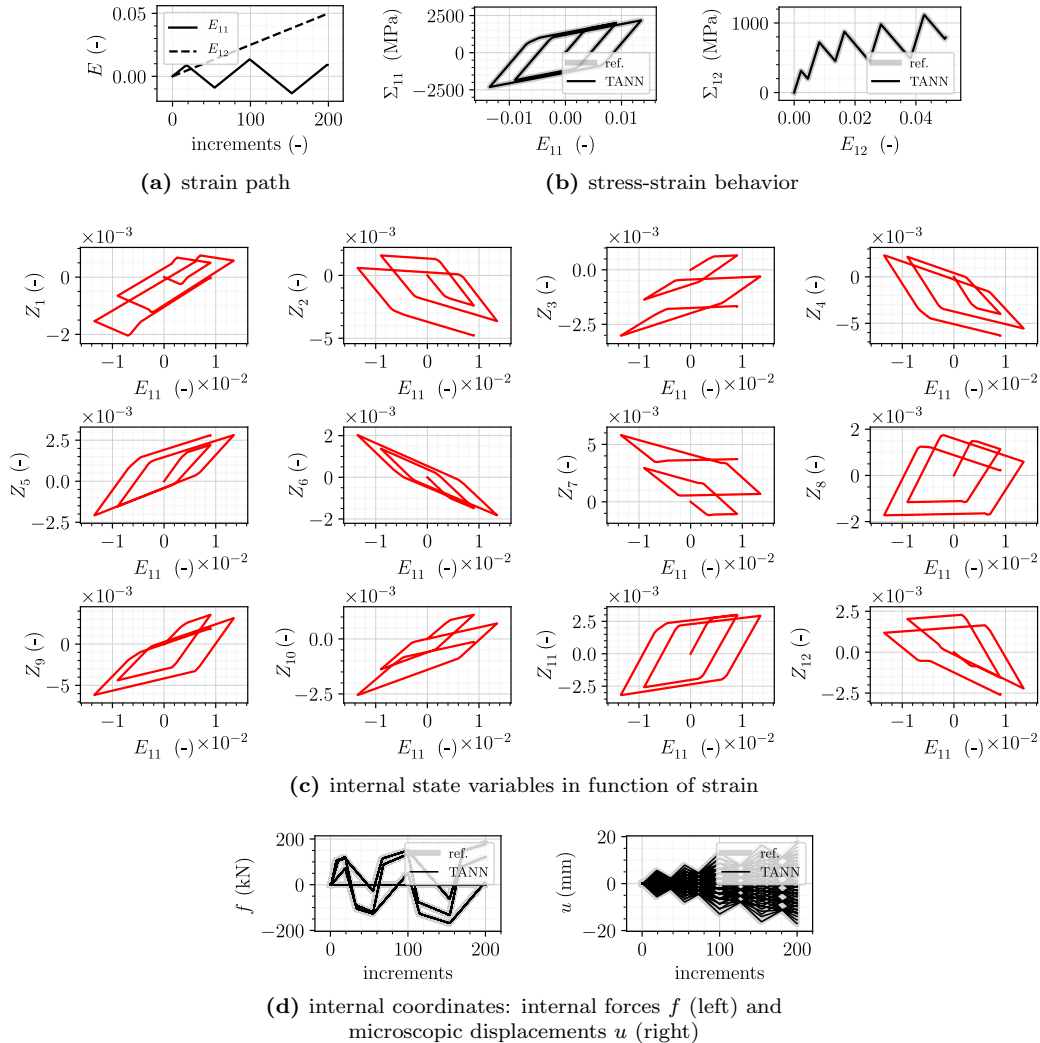 0.05
0.00
E (-)
E11
E12
0
100
200
increments (-)
(a) strain path
2500
0
−2500
Σ11 (MPa)
ref.
TANN
−0.01
0.00
0.01
E11 (-)
1000
0
Σ12 (MPa)
ref.
TANN
0.00
0.02
0.04
E12 (-)
(b) stress-strain behavior
×10−3
0
−2
Z1 (-)
−1 0 1
E11 (-) ×10−2
×10−3
0
−5
Z2 (-)
−1 0 1
E11 (-) ×10−2
×10−3
0.0
−2.5
Z3 (-)
−1 0 1
E11 (-) ×10−2
×10−3
0
−5
Z4 (-)
−1 0 1
E11 (-) ×10−2
×10−3
2.5
0.0
−2.5
Z5 (-)
−1 0 1
E11 (-) ×10−2
×10−3
2
0
−2
Z6 (-)
−1 0 1
E11 (-) ×10−2
×10−3
5
0
Z7 (-)
−1 0 1
E11 (-) ×10−2
×10−3
2
0
−2
Z8 (-)
−1 0 1
E11 (-) ×10−2
×10−3
0
−5
Z9 (-)
−1 0 1
E11 (-) ×10−2
×10−3
0.0
−2.5
Z10 (-)
−1 0 1
E11 (-) ×10−2
×10−3
2.5
0.0
−2.5
Z11 (-)
−1 0 1
E11 (-) ×10−2
×10−3
2.5
0.0
−2.5
Z12 (-)
−1 0 1
E11 (-) ×10−2
(c) internal state variables in function of strain
200
0
−200
f (kN)
ref.
TANN
0 100 200
increments
20
0
−20
u (mm)
ref.
TANN
0 100 200
increments
(d) internal coordinates: internal forces f (left) and
microscopic displacements u (right)